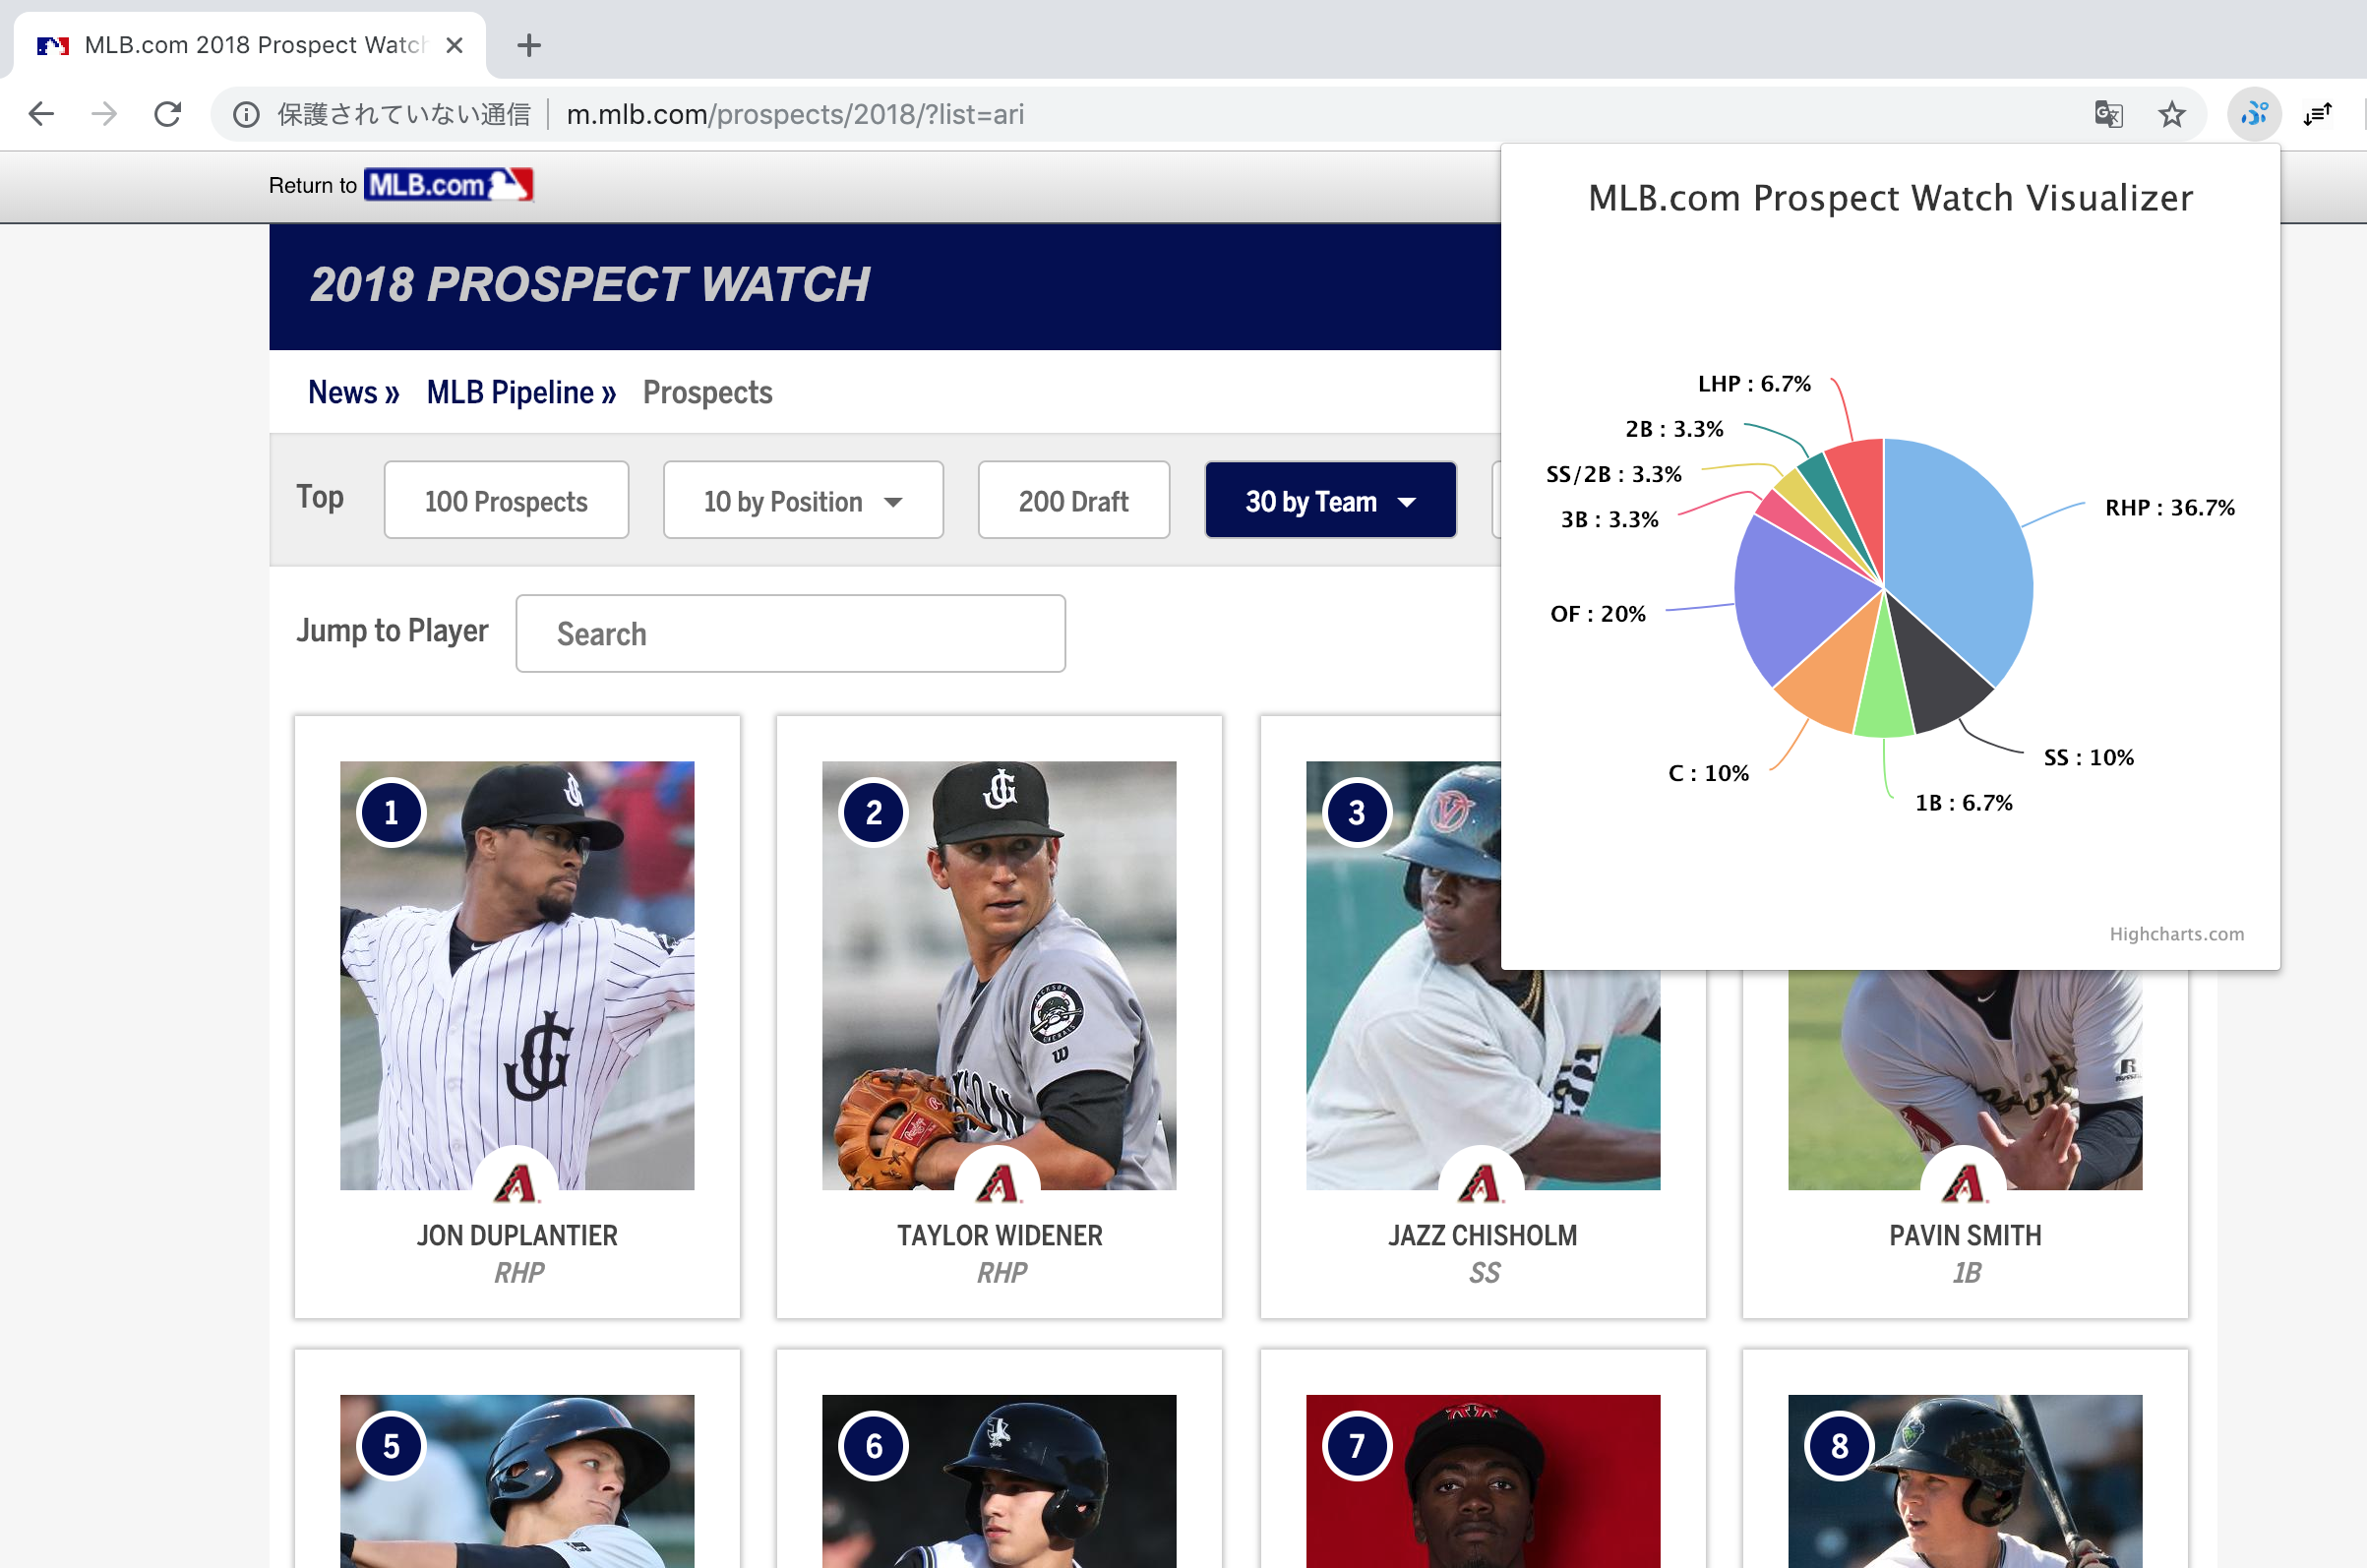 MLB.com 2018 Prospect Watch
保護されていない通信
m.mlb.com/prospects/2018/?list=ari
Return to MLB.com
2018 PROSPECT WATCH
News »
MLB Pipeline »
Prospects
Top
100 Prospects
10 by Position
200 Draft
30 by Team
Jump to Player
Search
MLB.com Prospect Watch Visualizer
LHP : 6.7%
2B : 3.3%
SS/2B : 3.3%
3B : 3.3%
OF : 20%
C : 10%
1B : 6.7%
SS : 10%
RHP : 36.7%
Highcharts.com
1
JON DUPLANTIER
RHP
2
TAYLOR WIDENER
RHP
3
JAZZ CHISHOLM
SS
PAVIN SMITH
1B
5
6
7
8